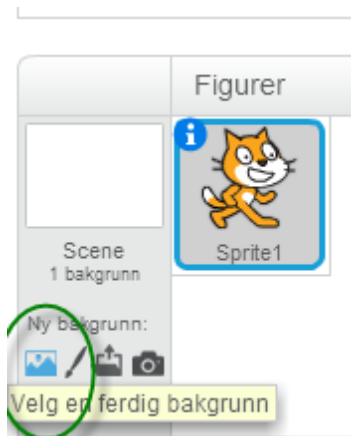 Figurer
Sprite1
Scene
1 bakgrunn
Ny bakgrunn:
Velg en ferdig bakgrunn